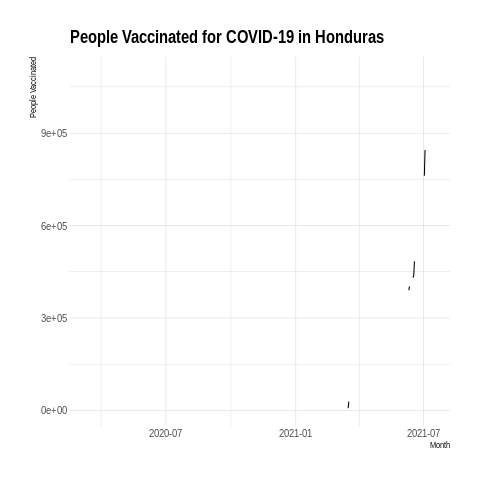 People Vaccinated for COVID-19 in Honduras
People Vaccinated
9e+05
6e+05
3e+05
0e+00
2020-07
2021-01
2021-07
Month